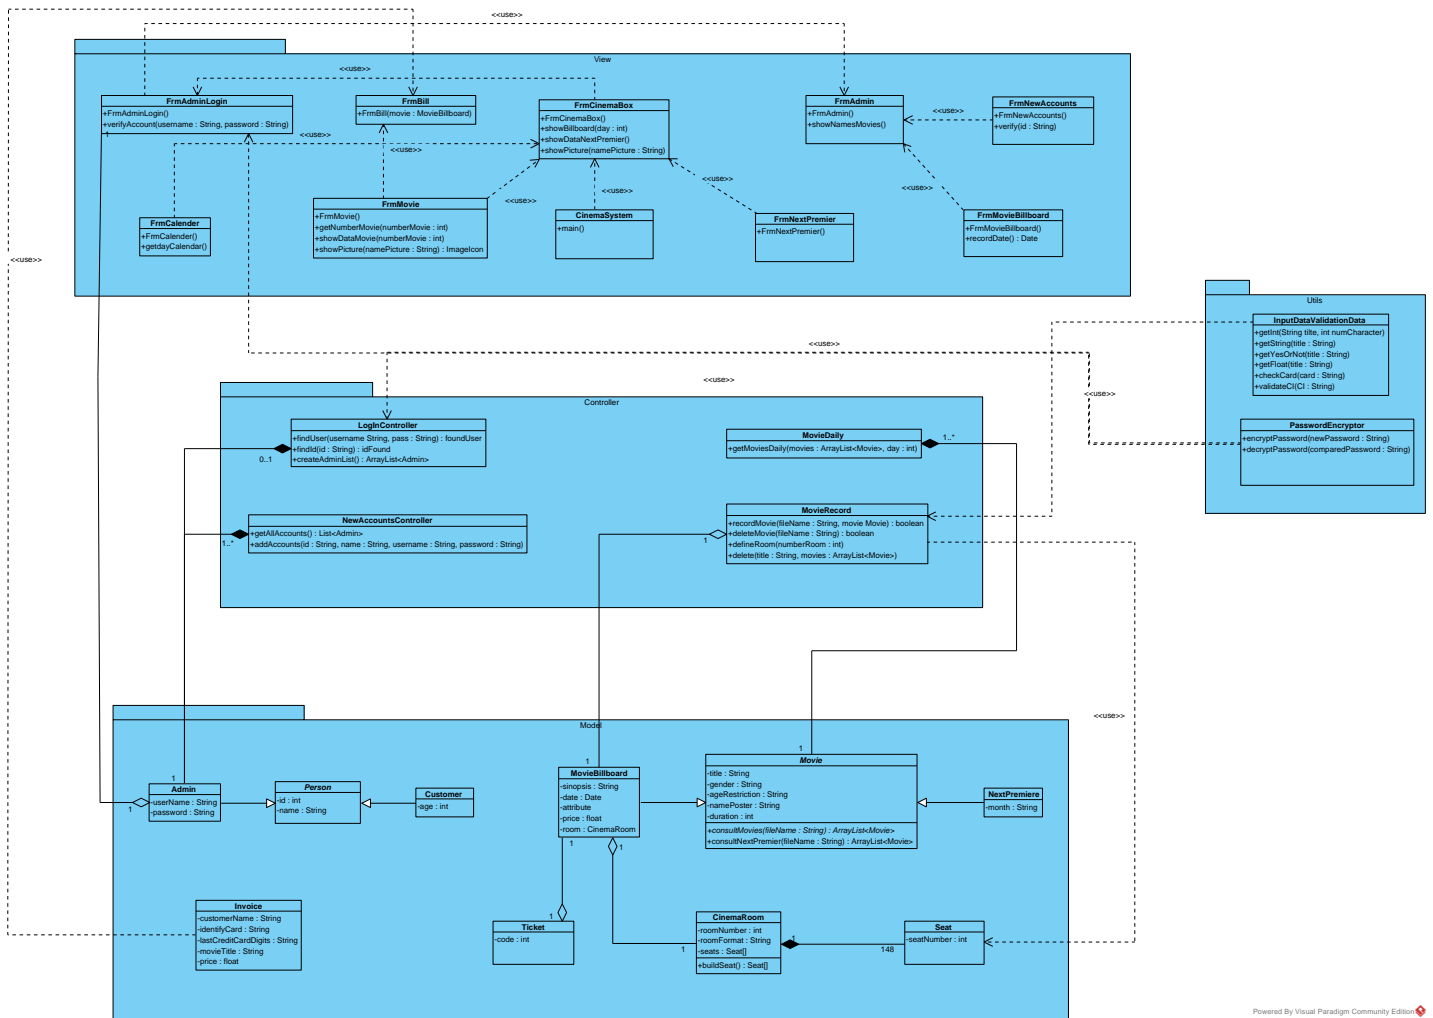 <<use>>
View
<<use>>
FrmAdminLogin
+FrmAdminLogin()
+verifyAccount(username : String, password : String)
1
FrmBill
+FrmBill(movie : MovieBillboard)
FrmCinemaBox
+FrmCinemaBox()
+showBillboard(day : int)
+showDataNextPremier()
+showPicture(namePicture : String)
FrmAdmin
+FrmAdmin()
+showNamesMovies()
FrmNewAccounts
+FrmNewAccounts()
+verify(id : String)
<<use>>
<<use>>
<<use>>
<<use>>
<<use>>
<<use>>
<<use>>
FrmCalender
+FrmCalender()
+getdayCalendar()
FrmMovie
+FrmMovie()
+getNumberMovie(numberMovie : int)
+showDataMovie(numberMovie : int)
+showPicture(namePicture : String) : ImageIcon
CinemaSystem
+main()
FrmNextPremier
+FrmNextPremier()
FrmMovieBillboard
+FrmMovieBillboard()
+recordDate() : Date
<<use>>
Utils
InputDataValidationData
+getInt(String tilte, int numCharacter)
+getString(title : String)
+getYesOrNot(title : String)
+getFloat(title : String)
+checkCard(card : String)
+validateCI(CI : String)
<<use>>
<<use>>
<<use>>
PasswordEncryptor
+encryptPassword(newPassword : String)
+decryptPassword(comparedPassword : String)
Controller
LogInController
+findUser(username String, pass : String) : foundUser
+findId(id : String) : idFound
+createAdminList() : ArrayList<Admin>
0..1
MovieDaily
+getMoviesDaily(movies : ArrayList<Movie>, day : int)
1..*
NewAccountsController
+getAllAccounts() : List<Admin>
+addAccounts(id : String, name : String, username : String, password : String)
1..*
MovieRecord
+recordMovie(fileName : String, movie Movie) : boolean
+deleteMovie(fileName : String) : boolean
+defineRoom(numberRoom : int)
+delete(title : String, movies : ArrayList<Movie>)
1
<<use>>
Model
1
1
1
Admin
-userName : String
-password : String
1
Person
-id : int
-name : String
Customer
-age : int
MovieBillboard
-sinopsis : String
-date : Date
-attribute
-price : float
-room : CinemaRoom
Movie
-title : String
-gender : String
-ageRestriction : String
-namePoster : String
-duration : int
+consultMovies(fileName : String) : ArrayList<Movie>
+consultNextPremier(fileName : String) : ArrayList<Movie>
NextPremiere
-month : String
1
1
Invoice
-customerName : String
-identifyCard : String
-lastCreditCardDigits : String
-movieTitle : String
-price : float
1
Ticket
-code : int
CinemaRoom
-roomNumber : int
-roomFormat : String
-seats : Seat[]
+buildSeat() : Seat[]
1
1
148
Seat
-seatNumber : int
Powered By Visual Paradigm Community Edition